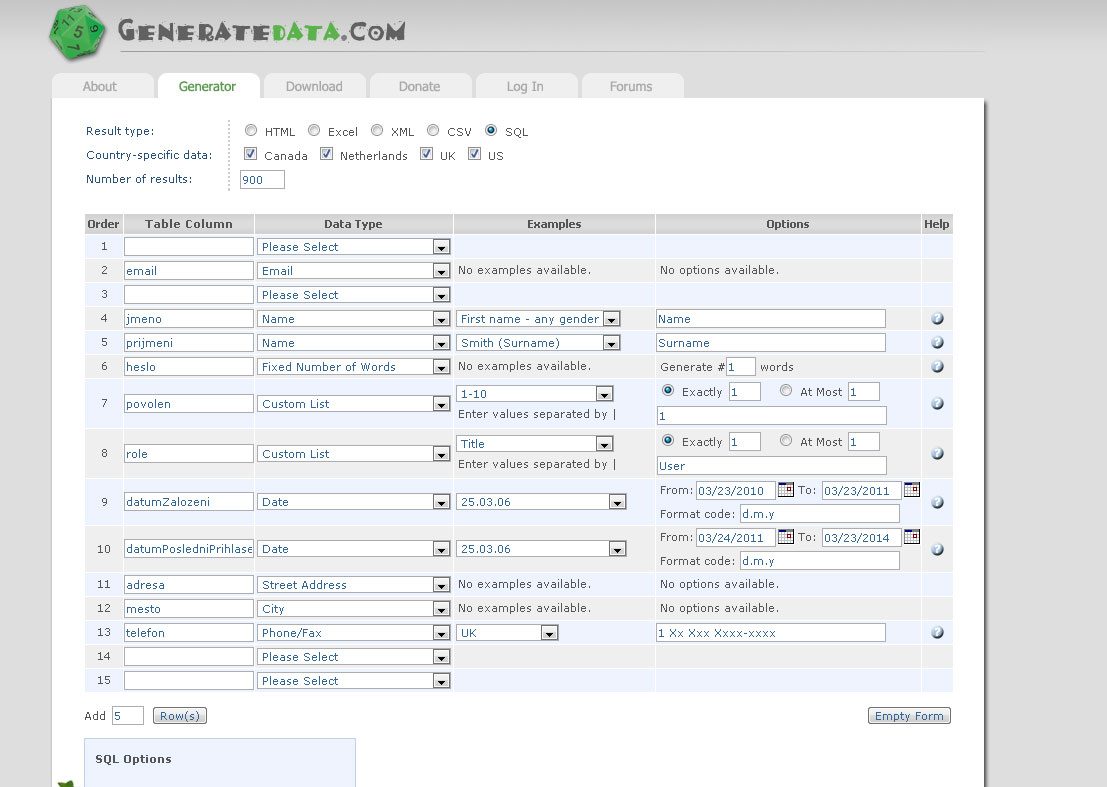 GENERATEDATA.COM
About Generator Download Donate Log In Forums
Result type: HTML Excel XML CSV SQL
Country-specific data: Canada Netherlands UK US
Number of results: 900
Order Table Column Data Type Examples Options Help
1 Please Select
2 email Email No examples available. No options available.
3 Please Select
4 jmeno Name First name - any gender Name
5 prijmeni Name Smith (Surname) Surname
6 heslo Fixed Number of Words No examples available. Generate # 1 words
7 povolen Custom List 1-10 Exactly 1 At Most 1
Enter values separated by | 1
8 role Custom List Title Exactly 1 At Most 1
Enter values separated by | User
9 datumZalozeni Date 25.03.06 From: 03/23/2010 To: 03/23/2011
Format code: d.m.y
10 datumPosledniPrihlase Date 25.03.06 From: 03/24/2011 To: 03/23/2014
Format code: d.m.y
11 adresa Street Address No examples available. No options available.
12 mesto City No examples available. No options available.
13 telefon Phone/Fax UK 1 Xx Xxx Xxxx-xxxx
14 Please Select
15 Please Select
Add 5 Row(s) Empty Form
SQL Options